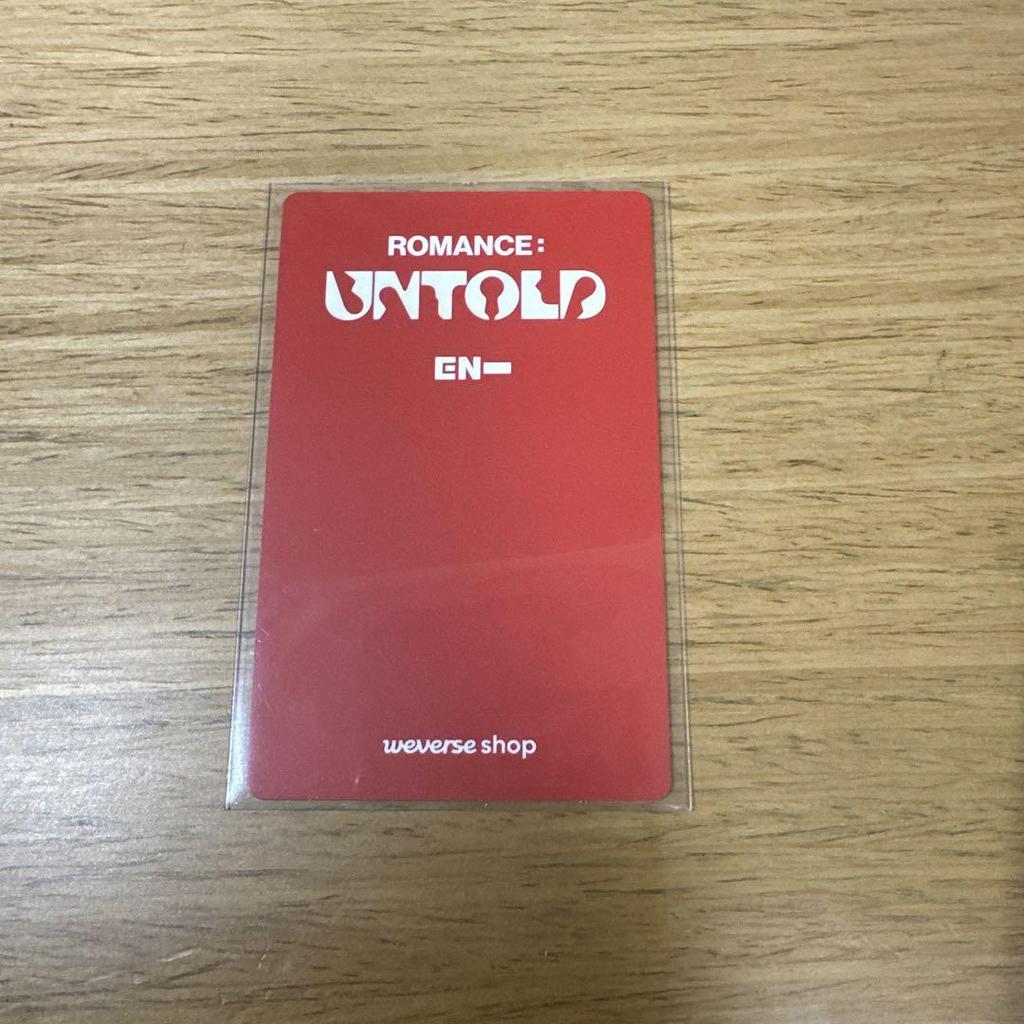 ROMANCE:
UNTOLD
EN-
weverse shop